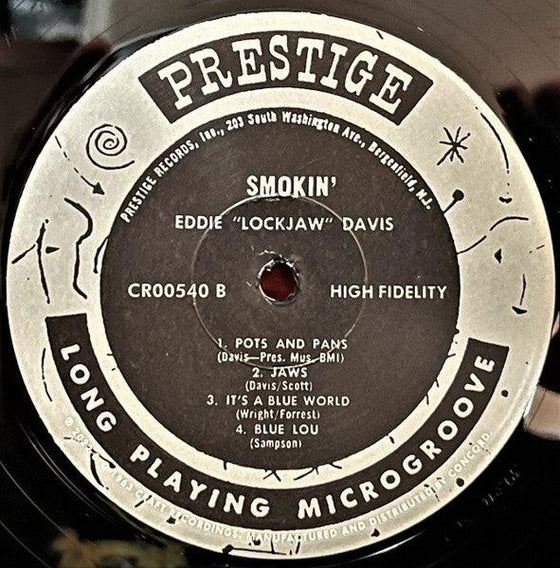 PRESTIGE
PRESTIGE RECORDS, Inc., 203 South Washington Ave., Bergenfield, N.J.
SMOKIN'
EDDIE "LOCKJAW" DAVIS
CR00540 B
HIGH FIDELITY
1. POTS AND PANS
(Davis—Pres. Mus. BMI)
2. JAWS
(Davis/Scott)
3. IT'S A BLUE WORLD
(Wright/Forrest)
4. BLUE LOU
(Sampson)
LONG PLAYING MICROGROOVE
CRAFT RECORDINGS. MANUFACTURED AND DISTRIBUTED BY CONCORD